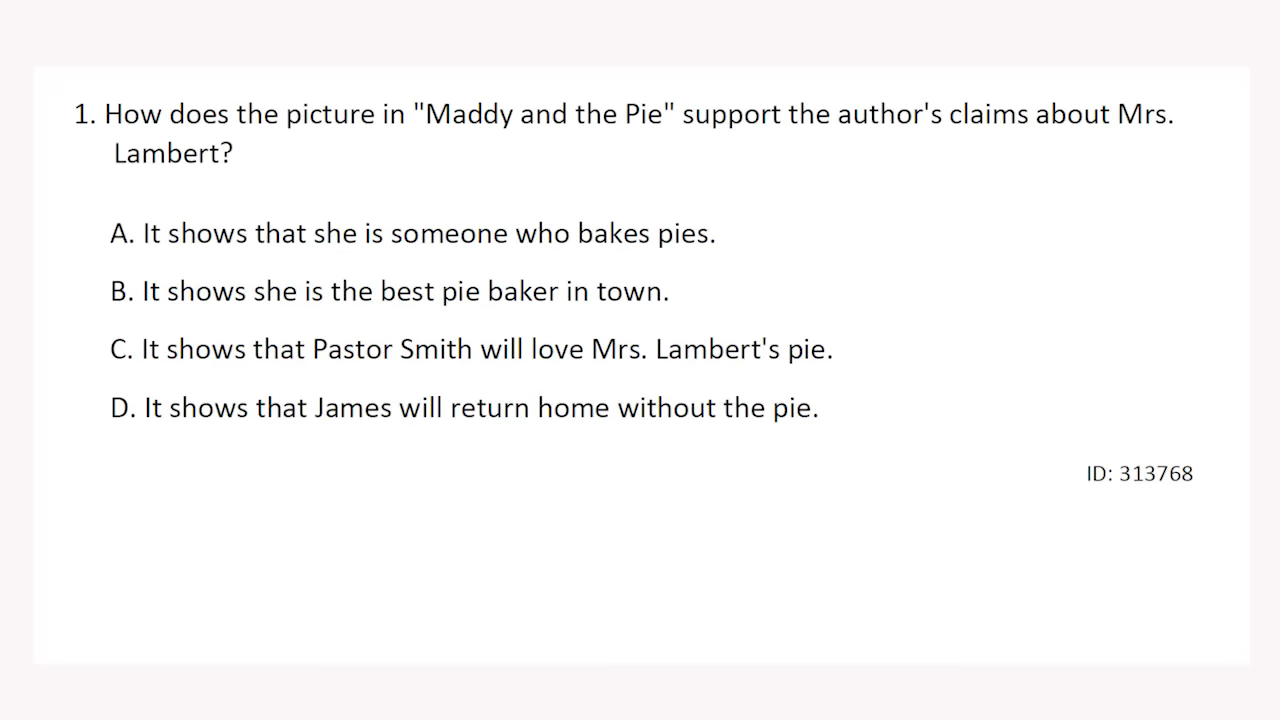 1. How does the picture in "Maddy and the Pie" support the author's claims about Mrs.
Lambert?
A. It shows that she is someone who bakes pies.
B. It shows she is the best pie baker in town.
C. It shows that Pastor Smith will love Mrs. Lambert's pie.
D. It shows that James will return home without the pie.
ID: 313768